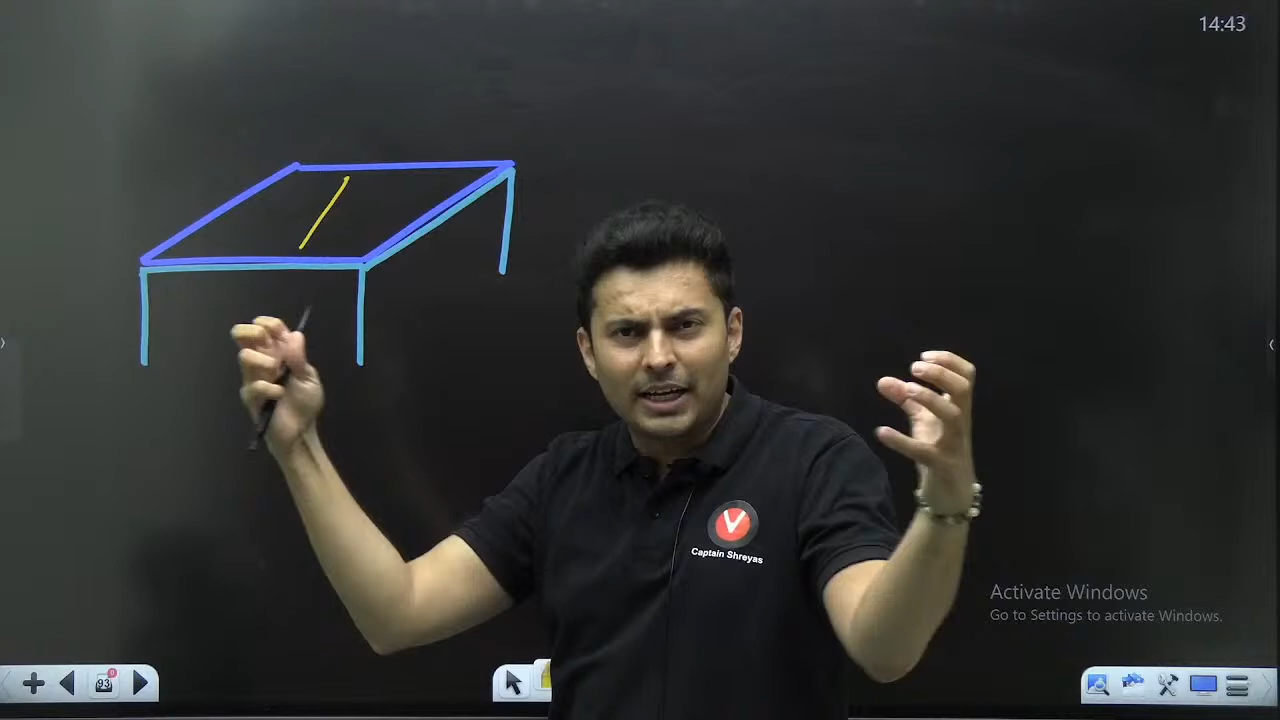 14:43
V
Captain Shreyas
Activate Windows
Go to Settings to activate Windows.
93